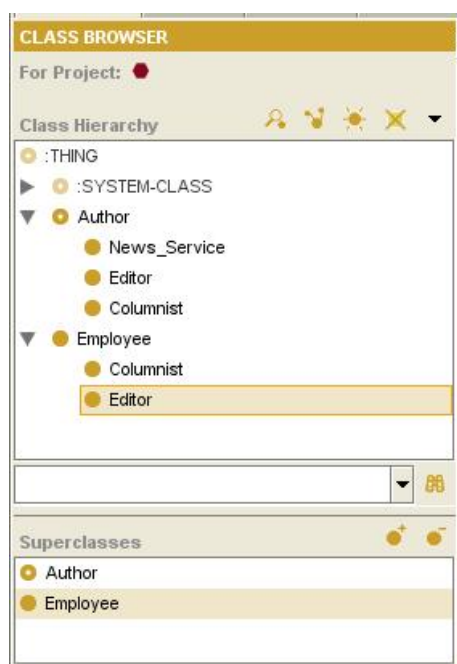 CLASS BROWSER
For Project:
Class Hierarchy
:THING
:SYSTEM-CLASS
Author
News_Service
Editor
Columnist
Employee
Columnist
Editor
Superclasses
Author
Employee